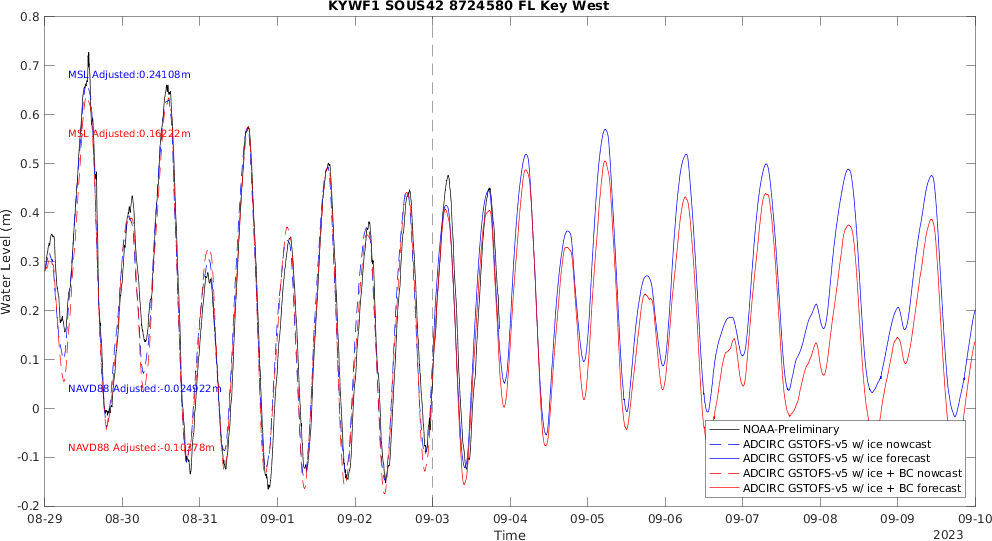 KYWF1 SOUS42 8724580 FL Key West
0.8
0.7
0.6
0.5
0.4
0.3
0.2
0.1
0
-0.1
-0.2
Water Level (m)
MSL Adjusted:0.24108m
MSL Adjusted:0.16222m
NAVD88 Adjusted:-0.024922m
NAVD88 Adjusted:-0.10378m
NOAA-Preliminary
ADCIRC GSTOFS-v5 w/ ice nowcast
ADCIRC GSTOFS-v5 w/ ice forecast
ADCIRC GSTOFS-v5 w/ ice + BC nowcast
ADCIRC GSTOFS-v5 w/ ice + BC forecast
08-29 08-30 08-31 09-01 09-02 09-03 09-04 09-05 09-06 09-07 09-08 09-09 09-10
Time
2023